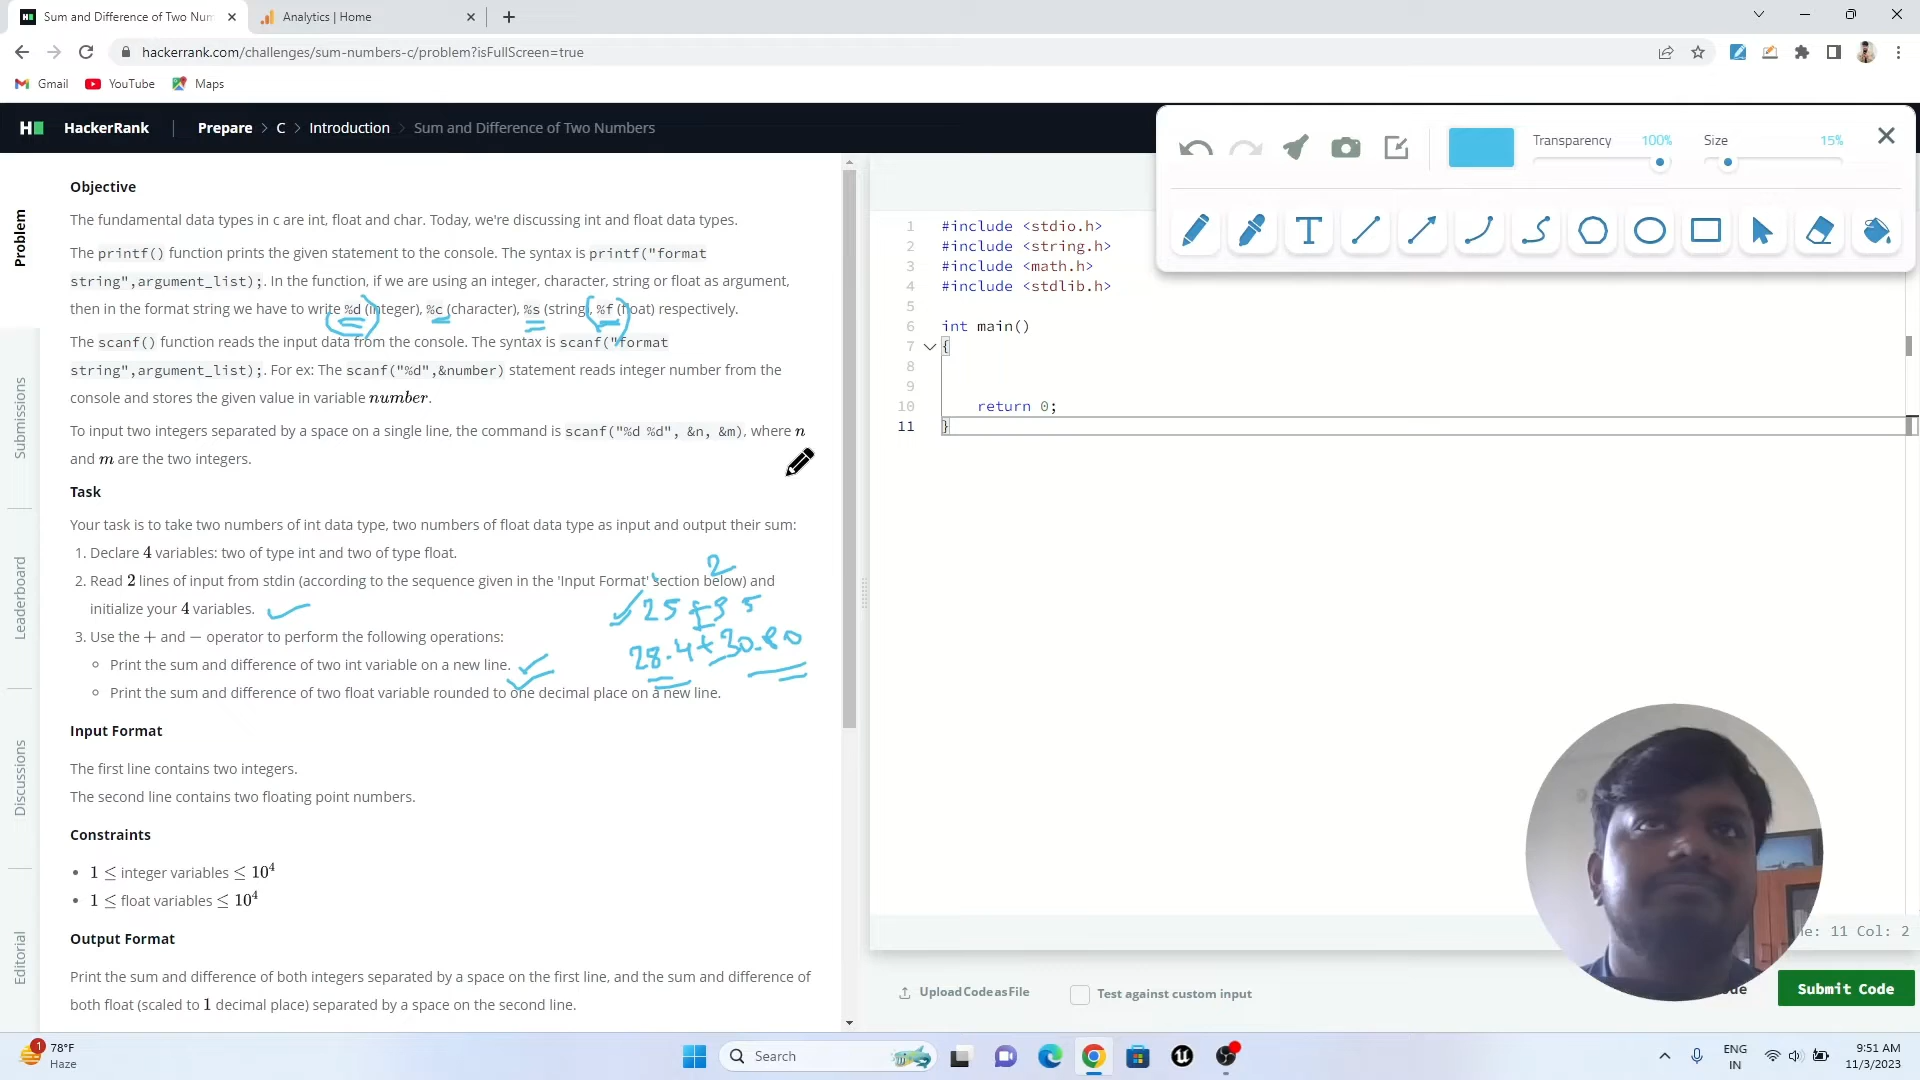 Sum and Difference of Two Num
Analytics | Home
hackerrank.com/challenges/sum-numbers-c/problem?isFullScreen=true
Gmail YouTube Maps
HackerRank Prepare > C > Introduction > Sum and Difference of Two Numbers
Transparency 100% Size 15%
Problem
Submissions
Leaderboard
Discussions
Editorial
Objective
The fundamental data types in c are int, float and char. Today, we're discussing int and float data types.
The printf() function prints the given statement to the console. The syntax is printf("format
string",argument_list);. In the function, if we are using an integer, character, string or float as argument,
then in the format string we have to write %d (integer), %c (character), %s (string), %f (float) respectively.
The scanf() function reads the input data from the console. The syntax is scanf("format
string",argument_list);. For ex: The scanf("%d",&number) statement reads integer number from the
console and stores the given value in variable number.
To input two integers separated by a space on a single line, the command is scanf("%d %d", &n, &m), where n
and m are the two integers.
Task
Your task is to take two numbers of int data type, two numbers of float data type as input and output their sum:
1. Declare 4 variables: two of type int and two of type float.
2
2. Read 2 lines of input from stdin (according to the sequence given in the 'Input Format' section below) and
initialize your 4 variables.
25 + 35
3. Use the + and − operator to perform the following operations:
28.4 + 30.80
Print the sum and difference of two int variable on a new line.
Print the sum and difference of two float variable rounded to one decimal place on a new line.
Input Format
The first line contains two integers.
The second line contains two floating point numbers.
Constraints
1 ≤ integer variables ≤ 10⁴
1 ≤ float variables ≤ 10⁴
Output Format
Print the sum and difference of both integers separated by a space on the first line, and the sum and difference of
both float (scaled to 1 decimal place) separated by a space on the second line.
1 #include <stdio.h>
2 #include <string.h>
3 #include <math.h>
4 #include <stdlib.h>
5
6 int main()
7 {
8
9
10 return 0;
11 }
ne: 11 Col: 2
Upload Code as File
Test against custom input
de
Submit Code
1
78°F
Haze
Search
ENG
IN
9:51 AM
11/3/2023